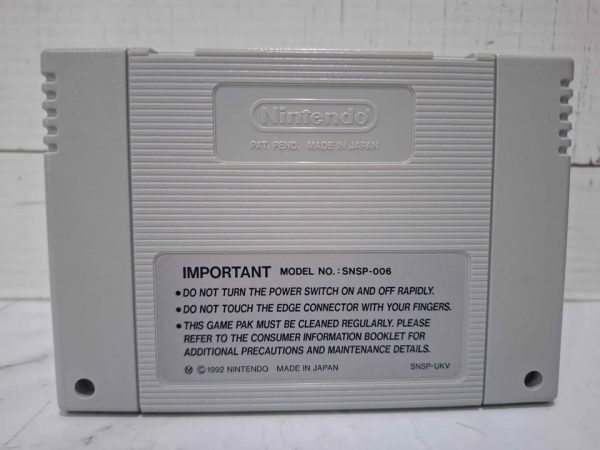 Nintendo®
PAT. PEND. MADE IN JAPAN
IMPORTANT MODEL NO. : SNSP-006
●DO NOT TURN THE POWER SWITCH ON AND OFF RAPIDLY.
●DO NOT TOUCH THE EDGE CONNECTOR WITH YOUR FINGERS.
●THIS GAME PAK MUST BE CLEANED REGULARLY. PLEASE
REFER TO THE CONSUMER INFORMATION BOOKLET FOR
ADDITIONAL PRECAUTIONS AND MAINTENANCE DETAILS.
Ⓜ ©1992 NINTENDO MADE IN JAPAN SNSP-UKV